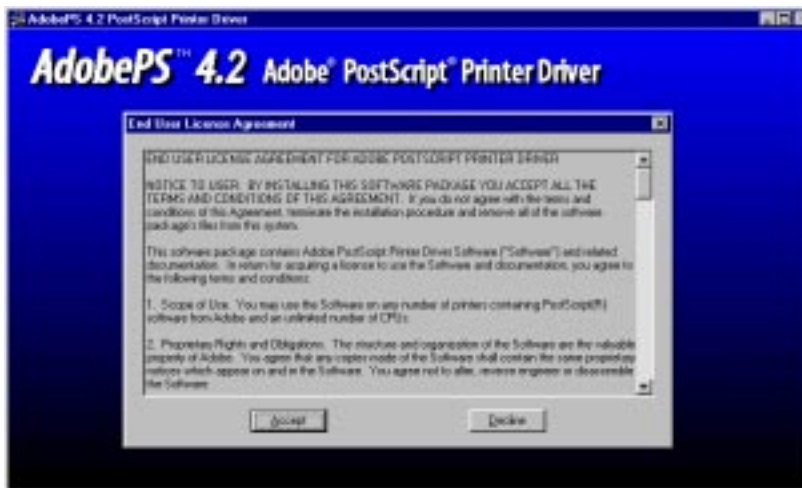 AdobePS 4.2 PostScript Printer Driver
AdobePS™ 4.2 Adobe® PostScript® Printer Driver
End User License Agreement
END USER LICENSE AGREEMENT FOR ADOBE POSTSCRIPT PRINTER DRIVER
NOTICE TO USER: BY INSTALLING THIS SOFTWARE PACKAGE YOU ACCEPT ALL THE
TERMS AND CONDITIONS OF THIS AGREEMENT. If you do not agree with the terms and
conditions of this Agreement, terminate the installation procedure and remove all of the software
package's files from this system.
This software package contains Adobe PostScript Printer Driver Software ("Software") and related
documentation. In return for acquiring a license to use the Software and documentation, you agree to
the following terms and conditions:
1. Scope of Use. You may use the Software on any number of printers containing PostScript(R)
software from Adobe and an unlimited number of CPUs.
2. Proprietary Rights and Obligations. The structure and organization of the Software are the valuable
property of Adobe. You agree that any copies made of the Software shall contain the same proprietary
notices which appear on and in the Software. You agree not to alter, reverse engineer or disassemble
the Software
Accept
Decline